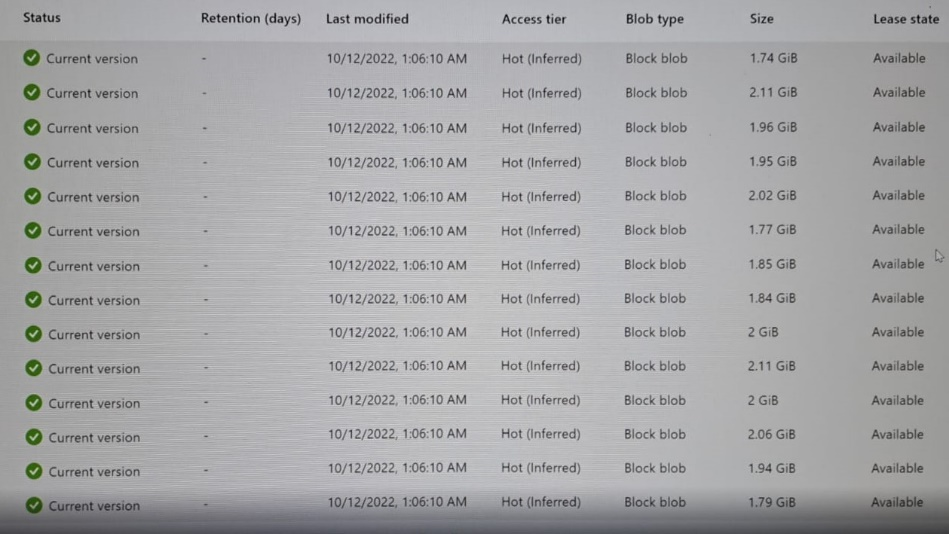 Status Retention (days) Last modified Access tier Blob type Size Lease state
Current version - 10/12/2022, 1:06:10 AM Hot (Inferred) Block blob 1.74 GiB Available
Current version - 10/12/2022, 1:06:10 AM Hot (Inferred) Block blob 2.11 GiB Available
Current version - 10/12/2022, 1:06:10 AM Hot (Inferred) Block blob 1.96 GiB Available
Current version - 10/12/2022, 1:06:10 AM Hot (Inferred) Block blob 1.95 GiB Available
Current version - 10/12/2022, 1:06:10 AM Hot (Inferred) Block blob 2.02 GiB Available
Current version - 10/12/2022, 1:06:10 AM Hot (Inferred) Block blob 1.77 GiB Available
Current version - 10/12/2022, 1:06:10 AM Hot (Inferred) Block blob 1.85 GiB Available
Current version - 10/12/2022, 1:06:10 AM Hot (Inferred) Block blob 1.84 GiB Available
Current version - 10/12/2022, 1:06:10 AM Hot (Inferred) Block blob 2 GiB Available
Current version - 10/12/2022, 1:06:10 AM Hot (Inferred) Block blob 2.11 GiB Available
Current version - 10/12/2022, 1:06:10 AM Hot (Inferred) Block blob 2 GiB Available
Current version - 10/12/2022, 1:06:10 AM Hot (Inferred) Block blob 2.06 GiB Available
Current version - 10/12/2022, 1:06:10 AM Hot (Inferred) Block blob 1.94 GiB Available
Current version - 10/12/2022, 1:06:10 AM Hot (Inferred) Block blob 1.79 GiB Available